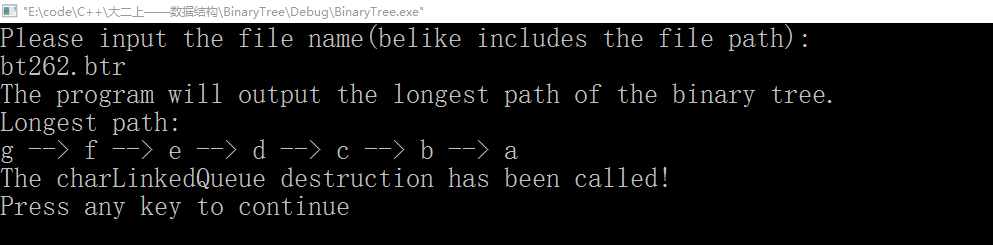 "E:\code\C++\大二上——数据结构\BinaryTree\Debug\BinaryTree.exe"
Please input the file name(belike includes the file path):
bt262.btr
The program will output the longest path of the binary tree.
Longest path:
g --> f --> e --> d --> c --> b --> a
The charLinkedQueue destruction has been called!
Press any key to continue